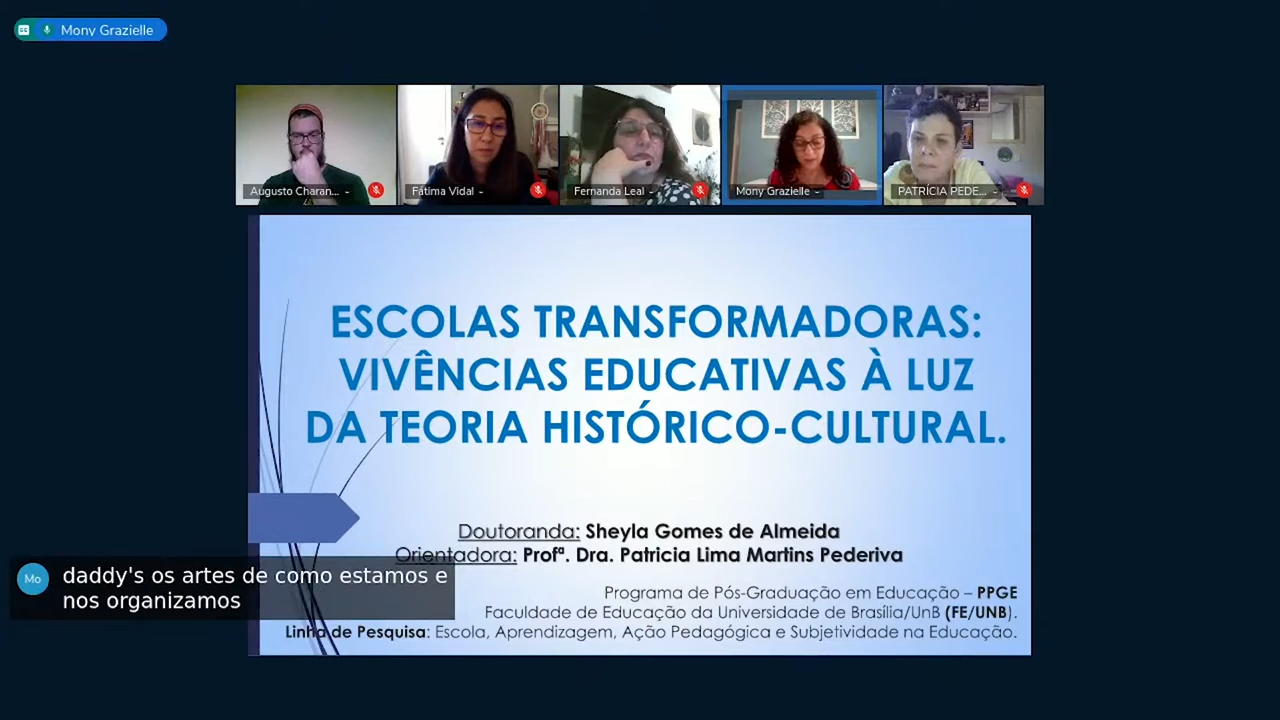 Mony Grazielle
Augusto Charan...
Fátima Vidal
Fernanda Leal
Mony Grazielle
PATRÍCIA PEDE...
ESCOLAS TRANSFORMADORAS:
VIVÊNCIAS EDUCATIVAS À LUZ
DA TEORIA HISTÓRICO-CULTURAL.
Doutoranda: Sheyla Gomes de Almeida
Orientadora: Profª. Dra. Patricia Lima Martins Pederiva
Programa de Pós-Graduação em Educação – PPGE
Faculdade de Educação da Universidade de Brasília/UnB (FE/UNB).
Linha de Pesquisa: Escola, Aprendizagem, Ação Pedagógica e Subjetividade na Educação.
Mo
daddy's os artes de como estamos e
nos organizamos